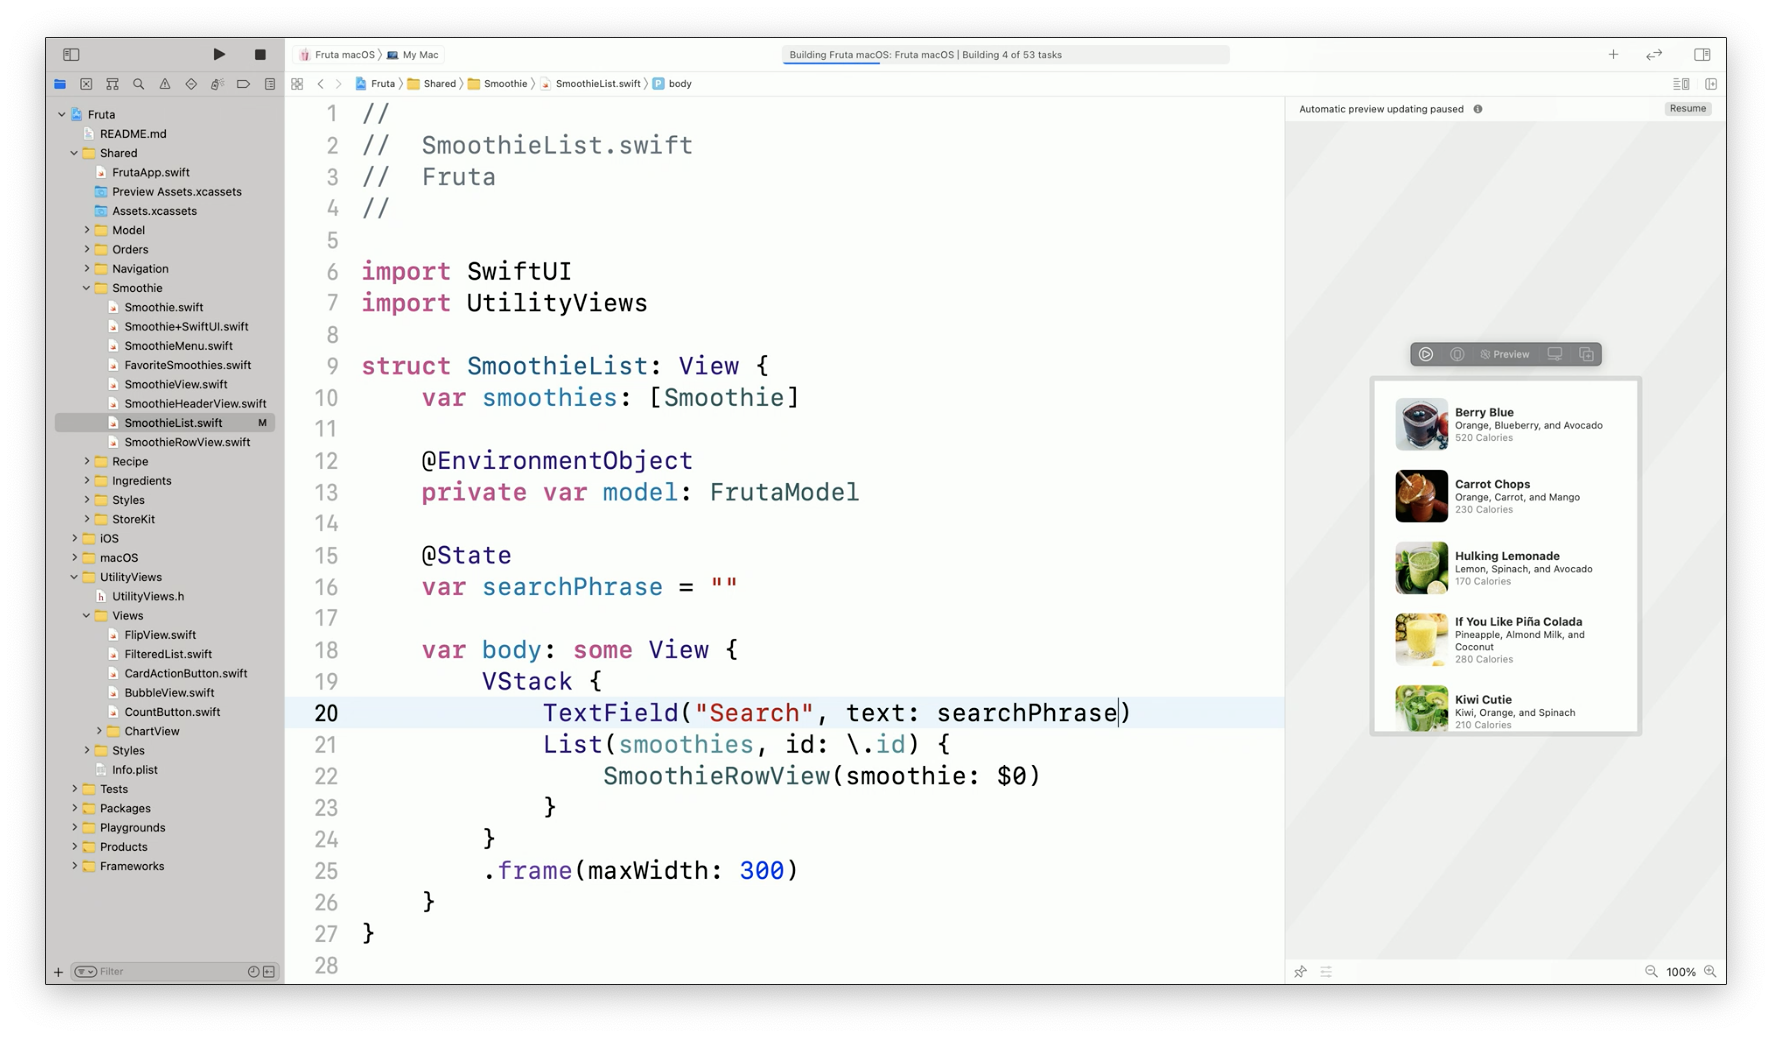 Fruta macOS
My Mac
Building Fruta macOS: Fruta macOS | Building 4 of 53 tasks
Fruta
Shared
Smoothie
SmoothieList.swift
P
body
Fruta
README.md
Shared
FrutaApp.swift
Preview Assets.xcassets
Assets.xcassets
Model
Orders
Navigation
Smoothie
Smoothie.swift
Smoothie+SwiftUI.swift
SmoothieMenu.swift
FavoriteSmoothies.swift
SmoothieView.swift
SmoothieHeaderView.swift
SmoothieList.swift M
SmoothieRowView.swift
Recipe
Ingredients
Styles
StoreKit
iOS
macOS
UtilityViews
h UtilityViews.h
Views
FlipView.swift
FilteredList.swift
CardActionButton.swift
BubbleView.swift
CountButton.swift
ChartView
Styles
Info.plist
Tests
Packages
Playgrounds
Products
Frameworks
Filter
1 //
2 //  SmoothieList.swift
3 //  Fruta
4 //
5
6 import SwiftUI
7 import UtilityViews
8
9 struct SmoothieList: View {
10     var smoothies: [Smoothie]
11
12     @EnvironmentObject
13     private var model: FrutaModel
14
15     @State
16     var searchPhrase = ""
17
18     var body: some View {
19         VStack {
20             TextField("Search", text: searchPhrase)
21             List(smoothies, id: \.id) {
22                 SmoothieRowView(smoothie: $0)
23             }
24         }
25         .frame(maxWidth: 300)
26     }
27 }
28
Automatic preview updating paused
Resume
Preview
Berry Blue
Orange, Blueberry, and Avocado
520 Calories
Carrot Chops
Orange, Carrot, and Mango
230 Calories
Hulking Lemonade
Lemon, Spinach, and Avocado
170 Calories
If You Like Piña Colada
Pineapple, Almond Milk, and
Coconut
280 Calories
Kiwi Cutie
Kiwi, Orange, and Spinach
210 Calories
100%